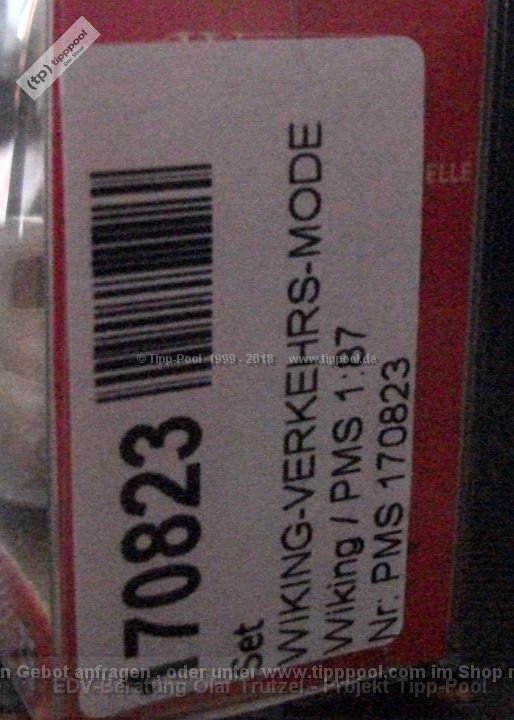 (tp) tipppool
Der Shop
ELLE
170823
Set
WIKING-VERKEHRS-MODE
Wiking / PMS 1:87
Nr: PMS 170823
© Tipp-Pool 1999 - 2018 www.tipppool.de
n Gebot anfragen , oder unter www.tipppool.com im Shop
EDV-Beratung Olaf Trutzel - Projekt Tipp-Pool